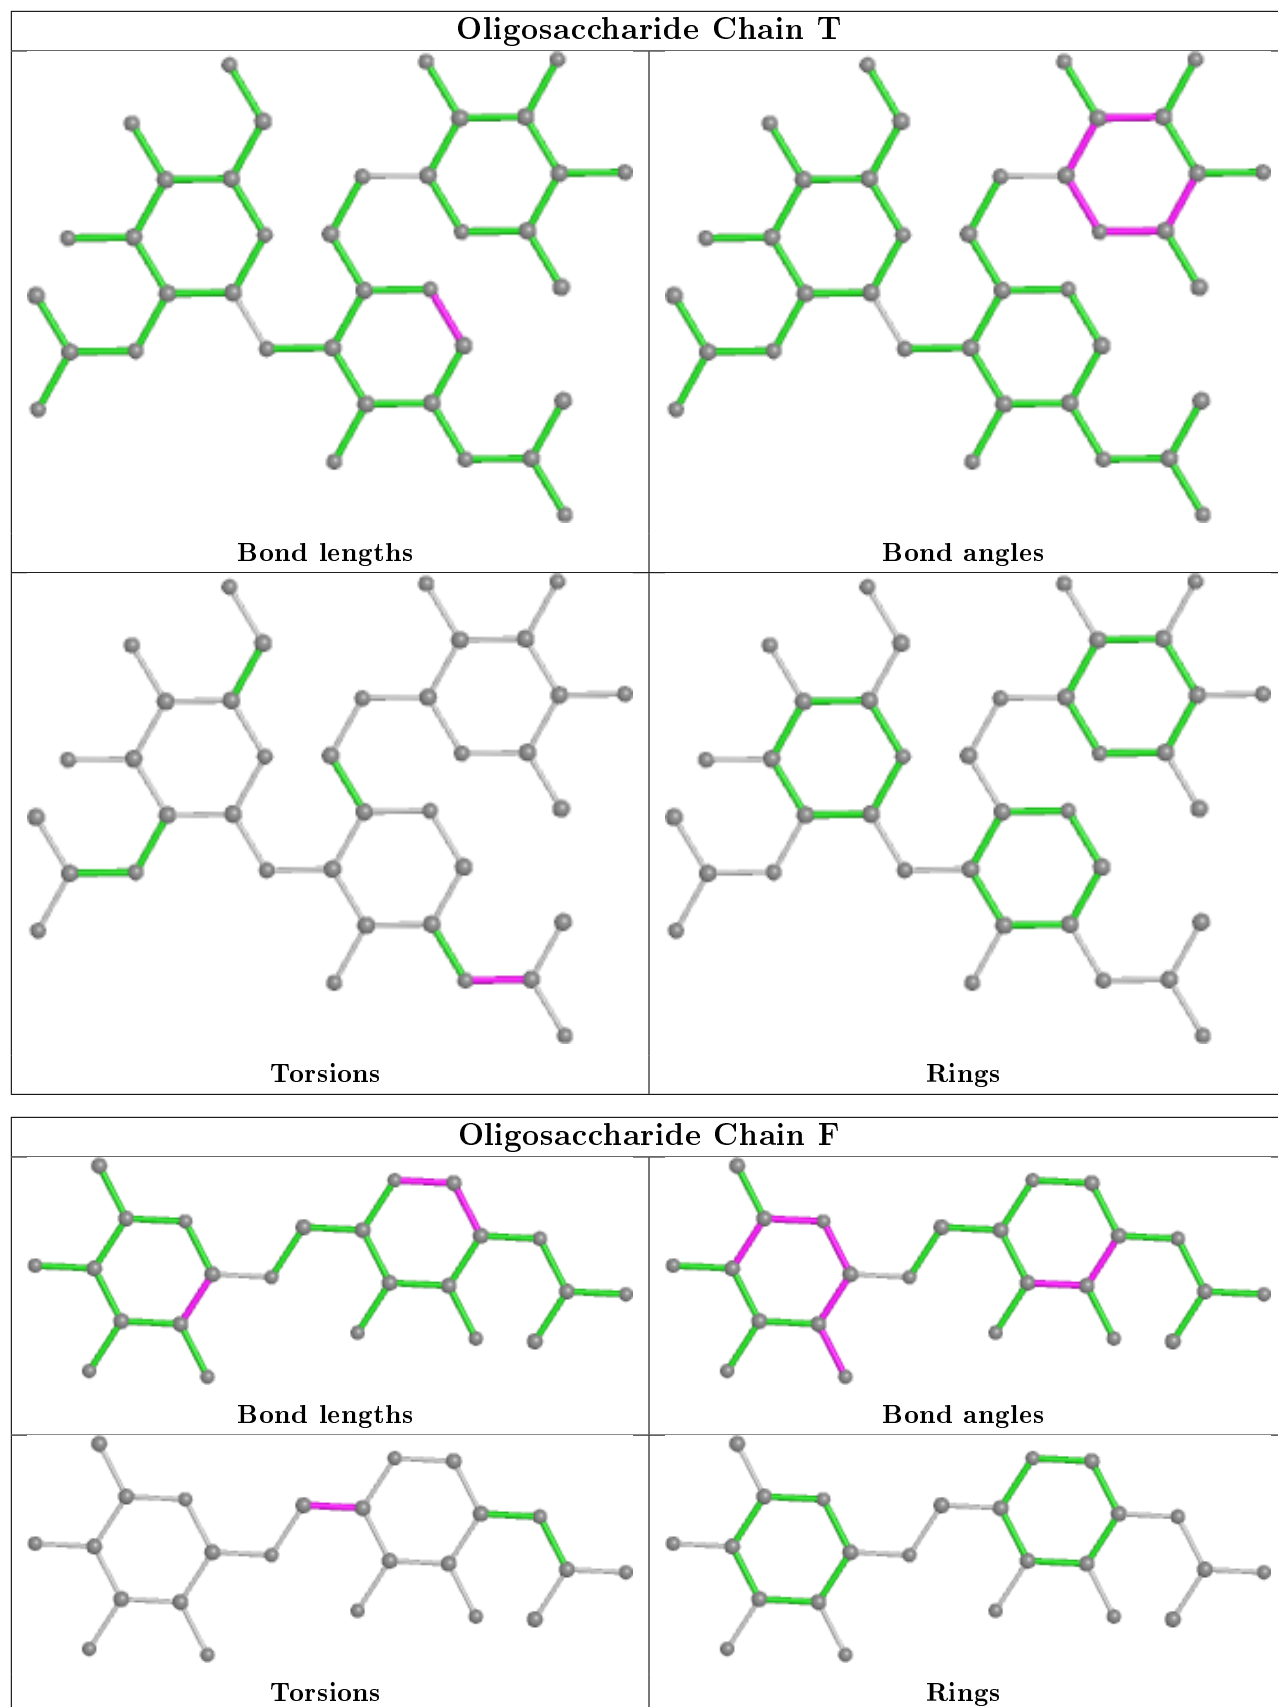 Oligosaccharide Chain T
Bond lengths
Bond angles
Torsions
Rings
Oligosaccharide Chain F
Bond lengths
Bond angles
Torsions
Rings